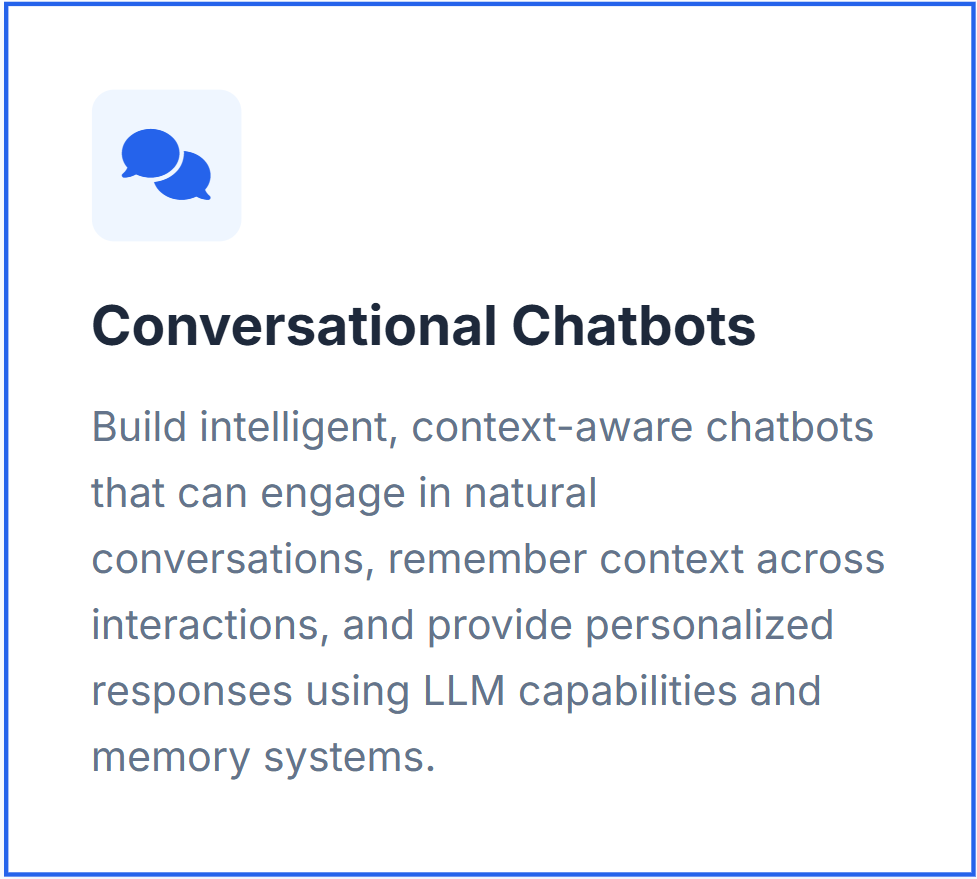 Conversational Chatbots
Build intelligent, context-aware chatbots
that can engage in natural
conversations, remember context across
interactions, and provide personalized
responses using LLM capabilities and
memory systems.